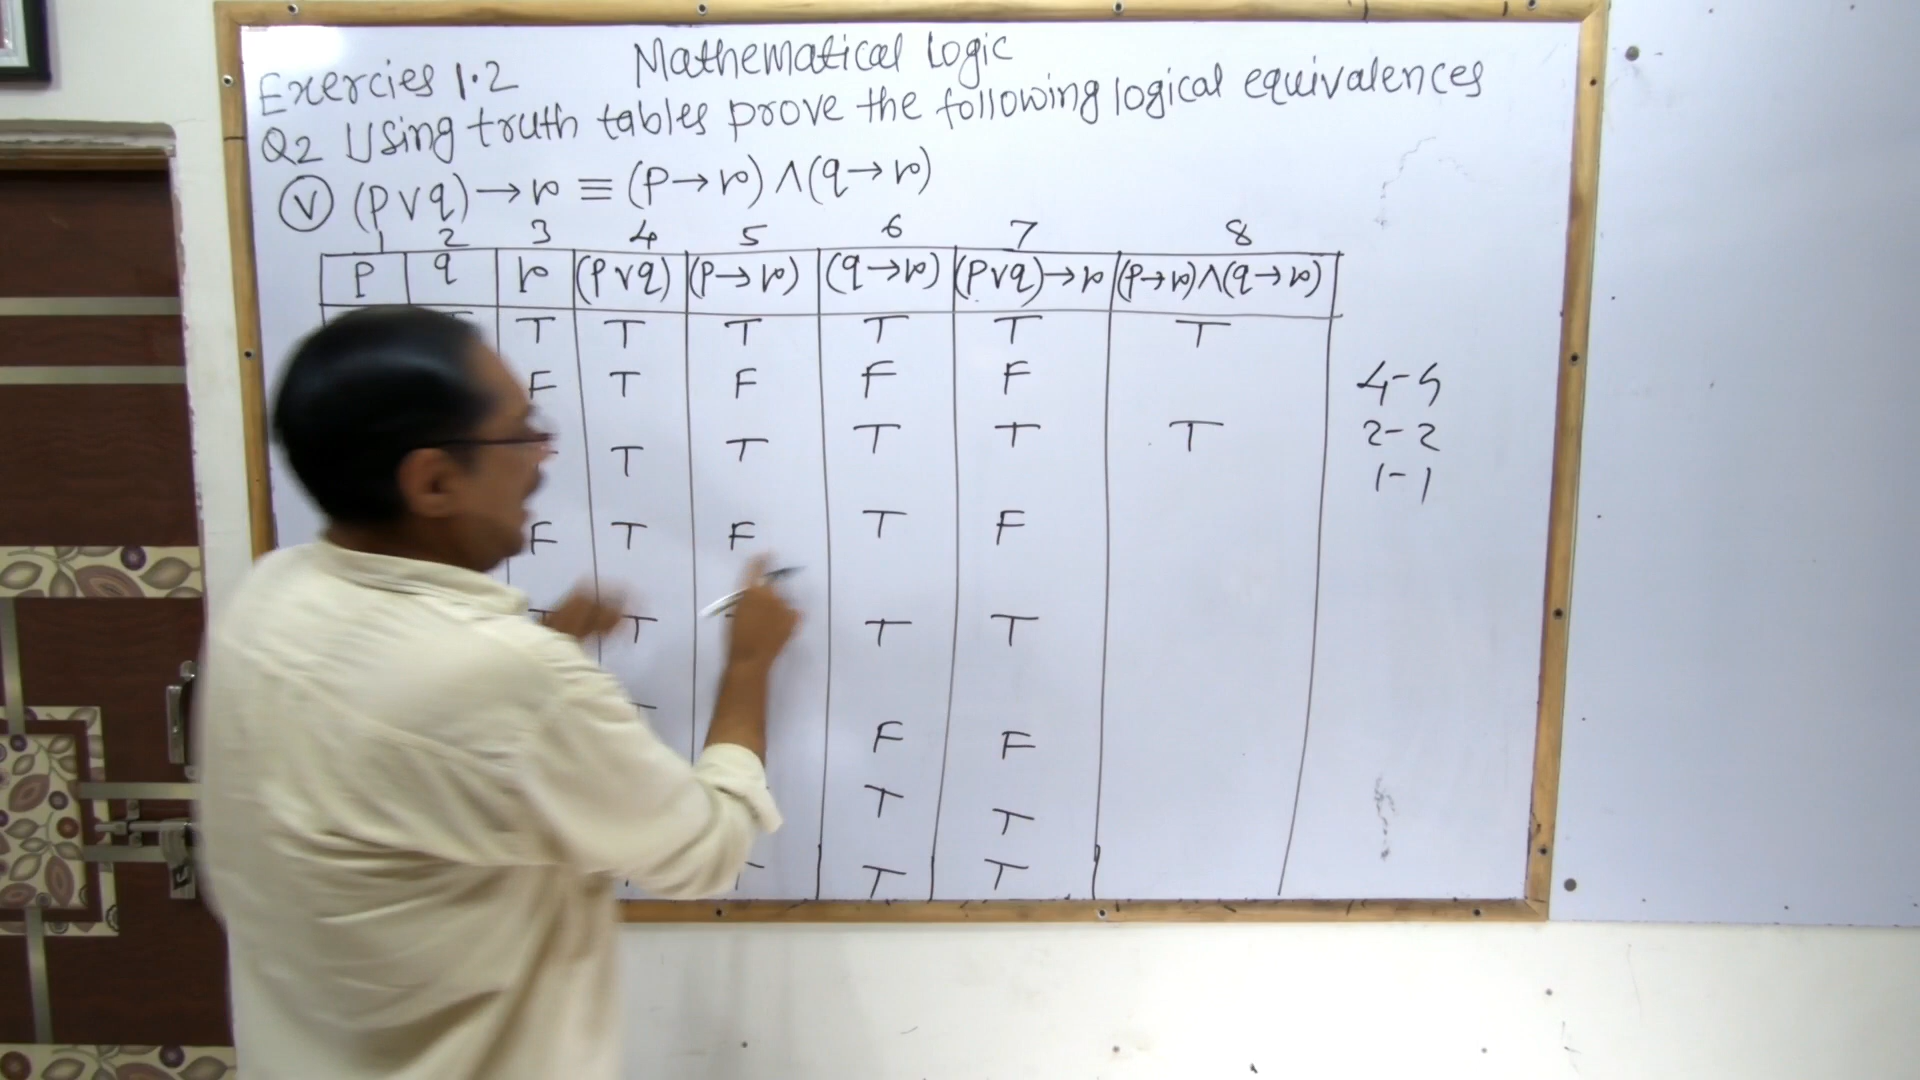 Mathematical Logic
Exercies 1.2
Q2 Using truth tables prove the following logical equivalences
(V) (p∨q)→r ≡ (p→r)∧(q→r)
1 2 3 4 5 6 7 8
p q r (p∨q) (p→r) (q→r) (p∨q)→r (p→r)∧(q→r)
T T T T T T T
F T F F F
T T T T T
F T F T F
T T T
F F
T T
T T
4-4
2-2
1-1